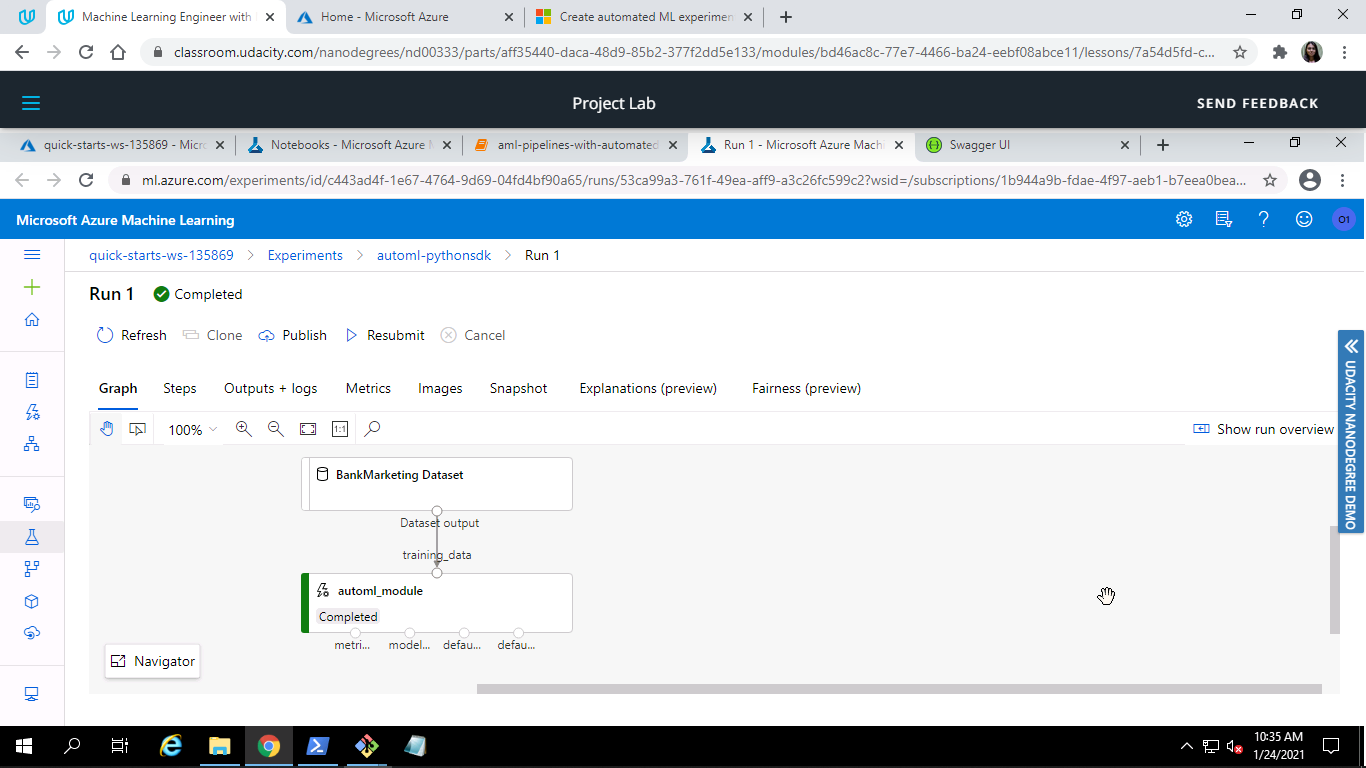 Machine Learning Engineer with
Home - Microsoft Azure
Create automated ML experimen
classroom.udacity.com/nanodegrees/nd00333/parts/aff35440-daca-48d9-85b2-377f2dd5e133/modules/bd46ac8c-77e7-4466-ba24-eebf08abce11/lessons/7a54d5fd-c...
Project Lab
SEND FEEDBACK
quick-starts-ws-135869 - Micro
Notebooks - Microsoft Azure
aml-pipelines-with-automated
Run 1 - Microsoft Azure Machi
Swagger UI
ml.azure.com/experiments/id/c443ad4f-1e67-4764-9d69-04fd4bf90a65/runs/53ca99a3-761f-49ea-aff9-a3c26fc599c2?wsid=/subscriptions/1b944a9b-fdae-4f97-aeb1-b7eea0bea...
Microsoft Azure Machine Learning
O1
quick-starts-ws-135869
Experiments
automl-pythonsdk
Run 1
Run 1
Completed
Refresh
Clone
Publish
Resubmit
Cancel
Graph
Steps
Outputs + logs
Metrics
Images
Snapshot
Explanations (preview)
Fairness (preview)
100%
1:1
Show run overview
UDACITY NANODEGREE DEMO
BankMarketing Dataset
Dataset output
training_data
automl_module
Completed
metri...
model...
defau...
defau...
Navigator
10:35 AM
1/24/2021